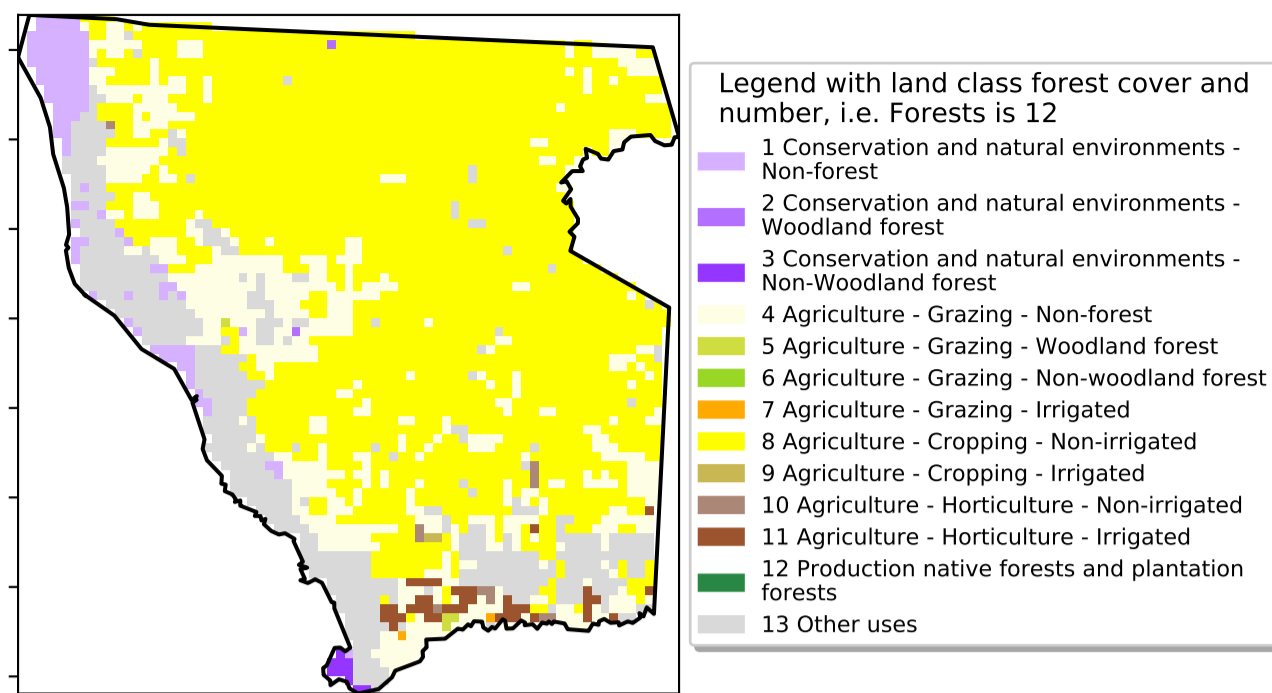 Legend with land class forest cover and
number, i.e. Forests is 12
1 Conservation and natural environments -
Non-forest
2 Conservation and natural environments -
Woodland forest
3 Conservation and natural environments -
Non-Woodland forest
4 Agriculture - Grazing - Non-forest
5 Agriculture - Grazing - Woodland forest
6 Agriculture - Grazing - Non-woodland forest
7 Agriculture - Grazing - Irrigated
8 Agriculture - Cropping - Non-irrigated
9 Agriculture - Cropping - Irrigated
10 Agriculture - Horticulture - Non-irrigated
11 Agriculture - Horticulture - Irrigated
12 Production native forests and plantation
forests
13 Other uses